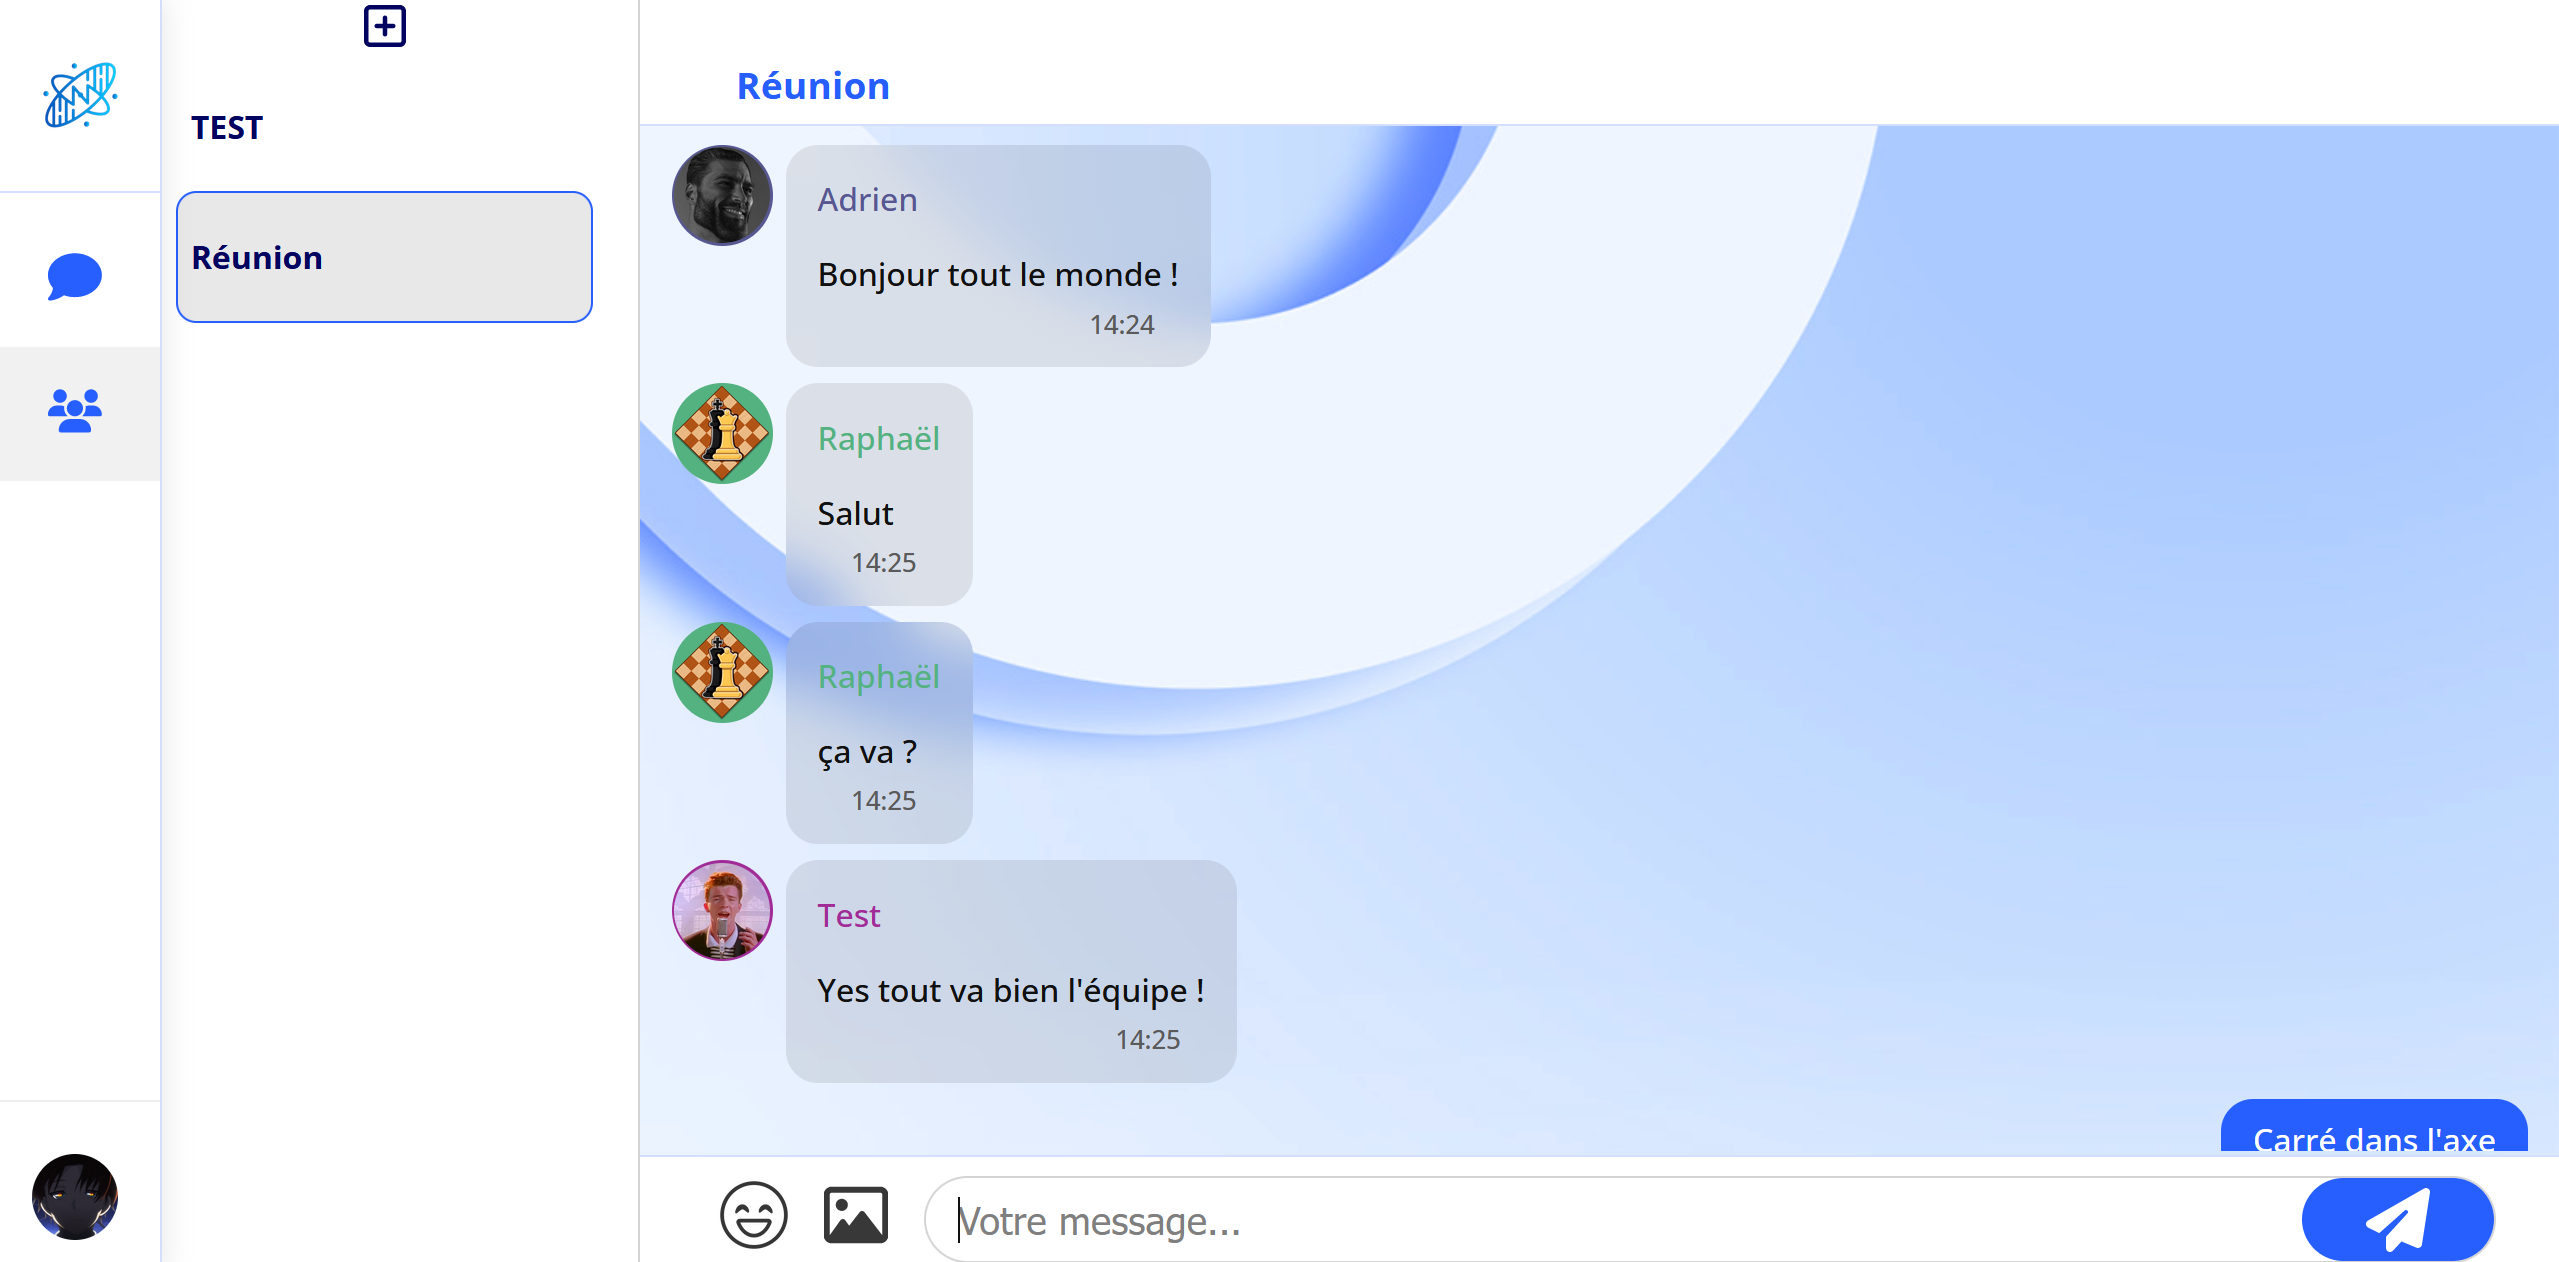 TEST
Réunion
Réunion
Adrien
Bonjour tout le monde !
14:24
Raphaël
Salut
14:25
Raphaël
ça va ?
14:25
Test
Yes tout va bien l'équipe !
14:25
Carré dans l'axe
Votre message...